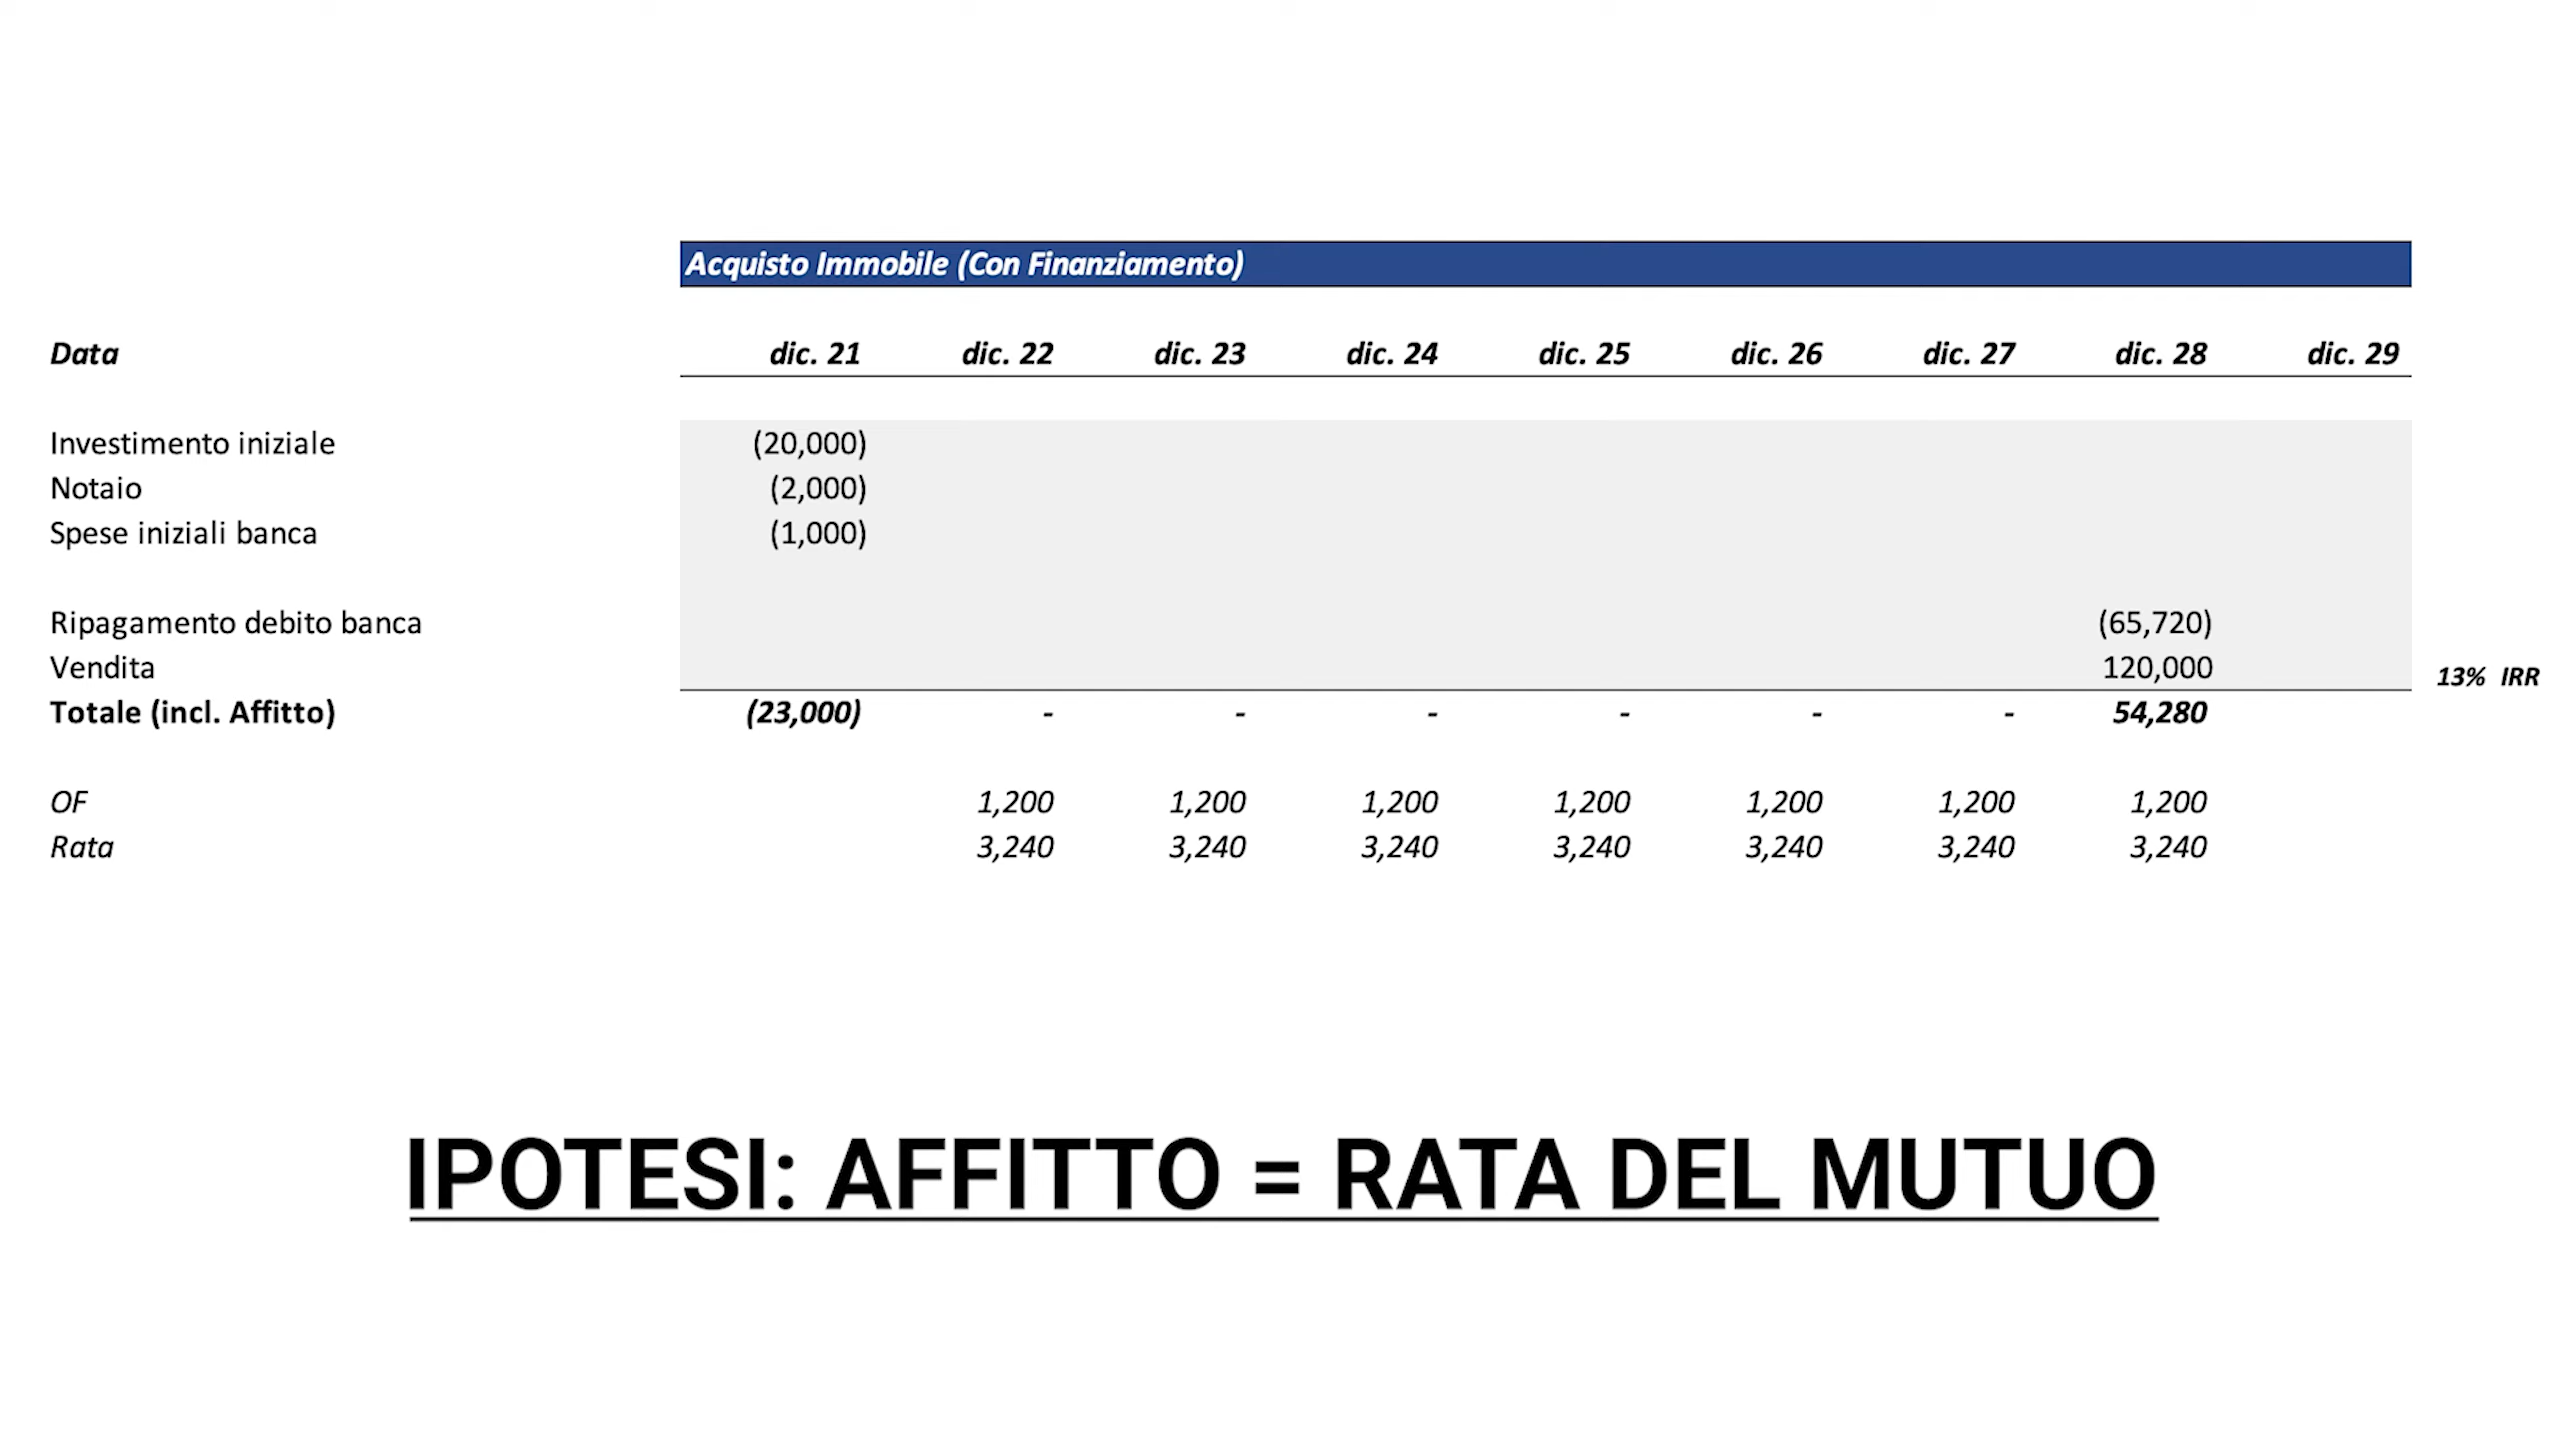 Acquisto Immobile (Con Finanziamento)
Data dic. 21 dic. 22 dic. 23 dic. 24 dic. 25 dic. 26 dic. 27 dic. 28 dic. 29
Investimento iniziale (20,000)
Notaio (2,000)
Spese iniziali banca (1,000)
Ripagamento debito banca (65,720)
Vendita 120,000
13% IRR
Totale (incl. Affitto) (23,000) - - - - - - 54,280
OF 1,200 1,200 1,200 1,200 1,200 1,200 1,200
Rata 3,240 3,240 3,240 3,240 3,240 3,240 3,240
IPOTESI: AFFITTO = RATA DEL MUTUO